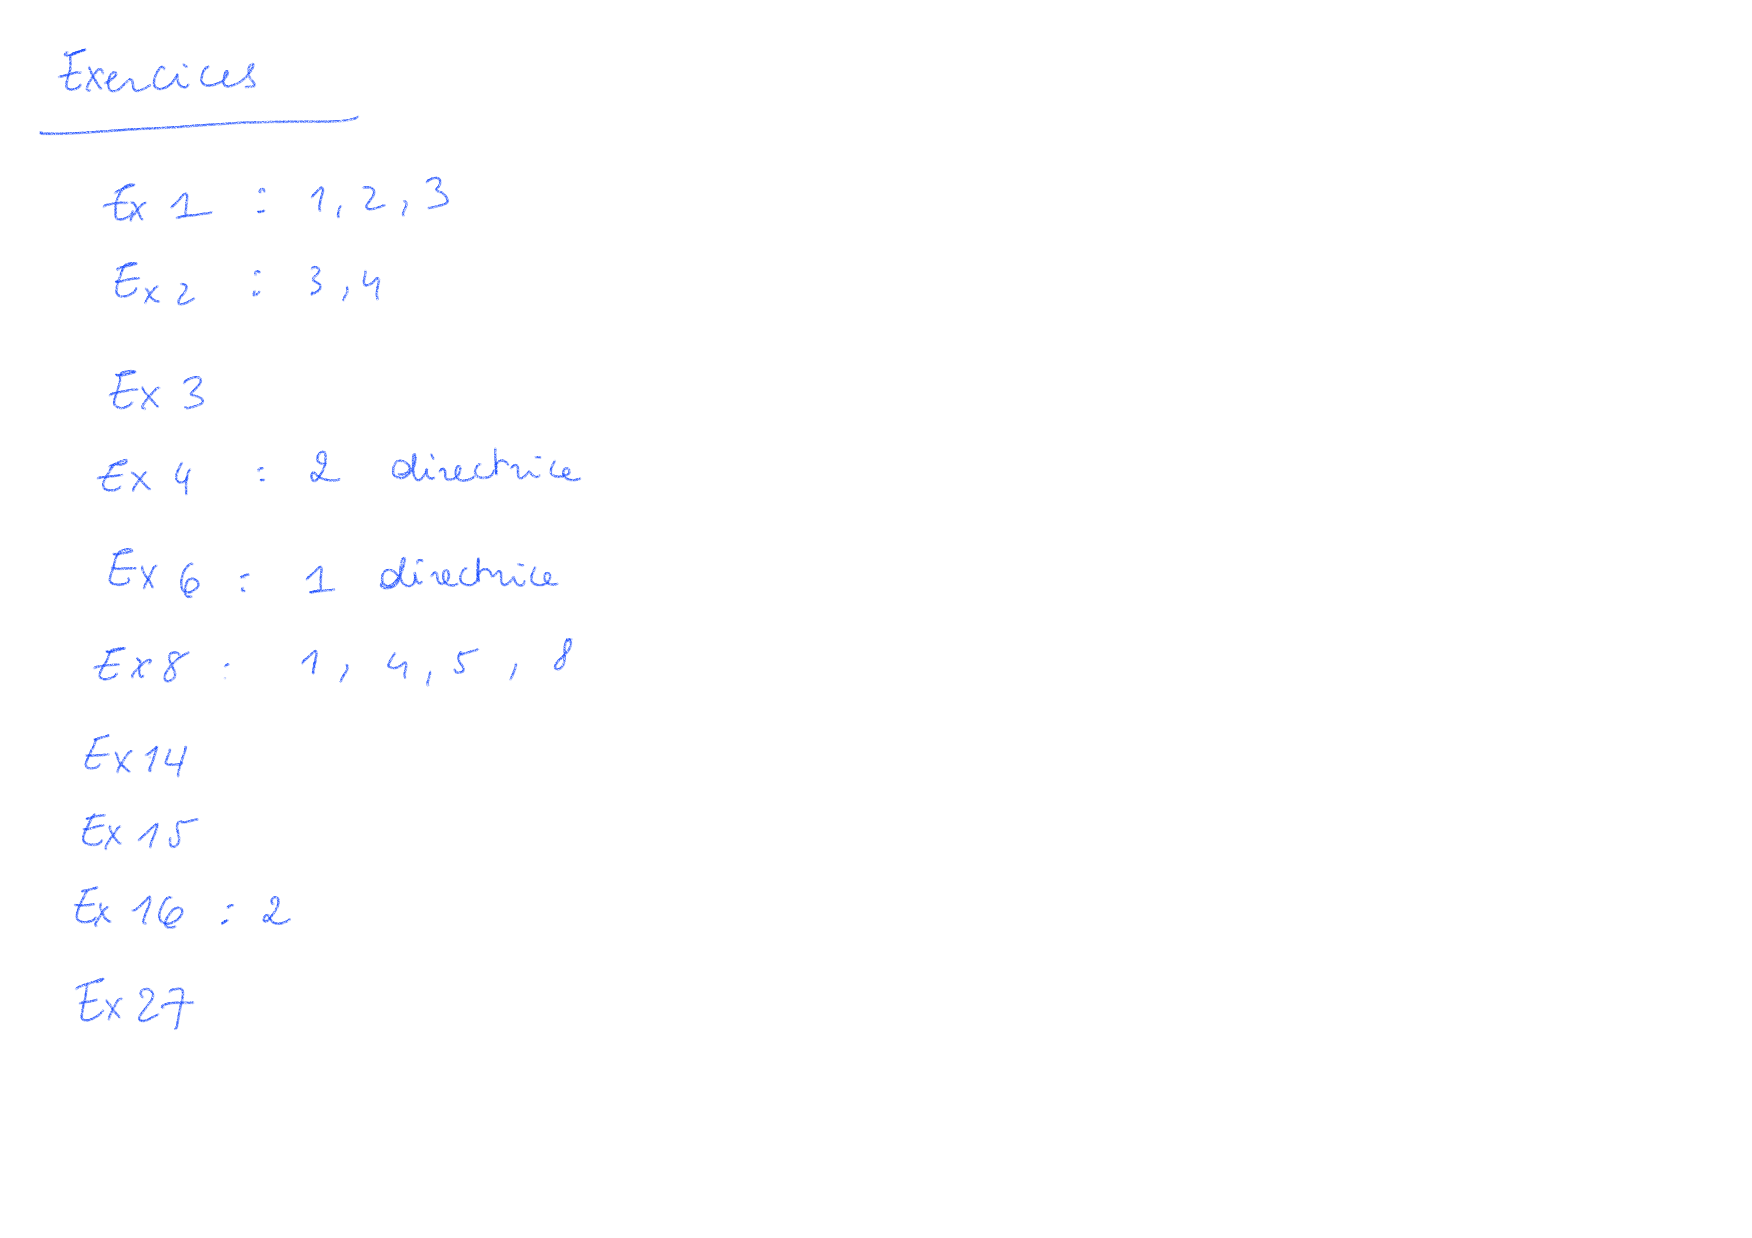 Exercices
Ex 1 : 1, 2, 3
Ex 2 : 3, 4
Ex 3
Ex 4 : 2 directrice
Ex 6 : 1 directrice
Ex 8 : 1, 4, 5, 8
Ex 14
Ex 15
Ex 16 : 2
Ex 27